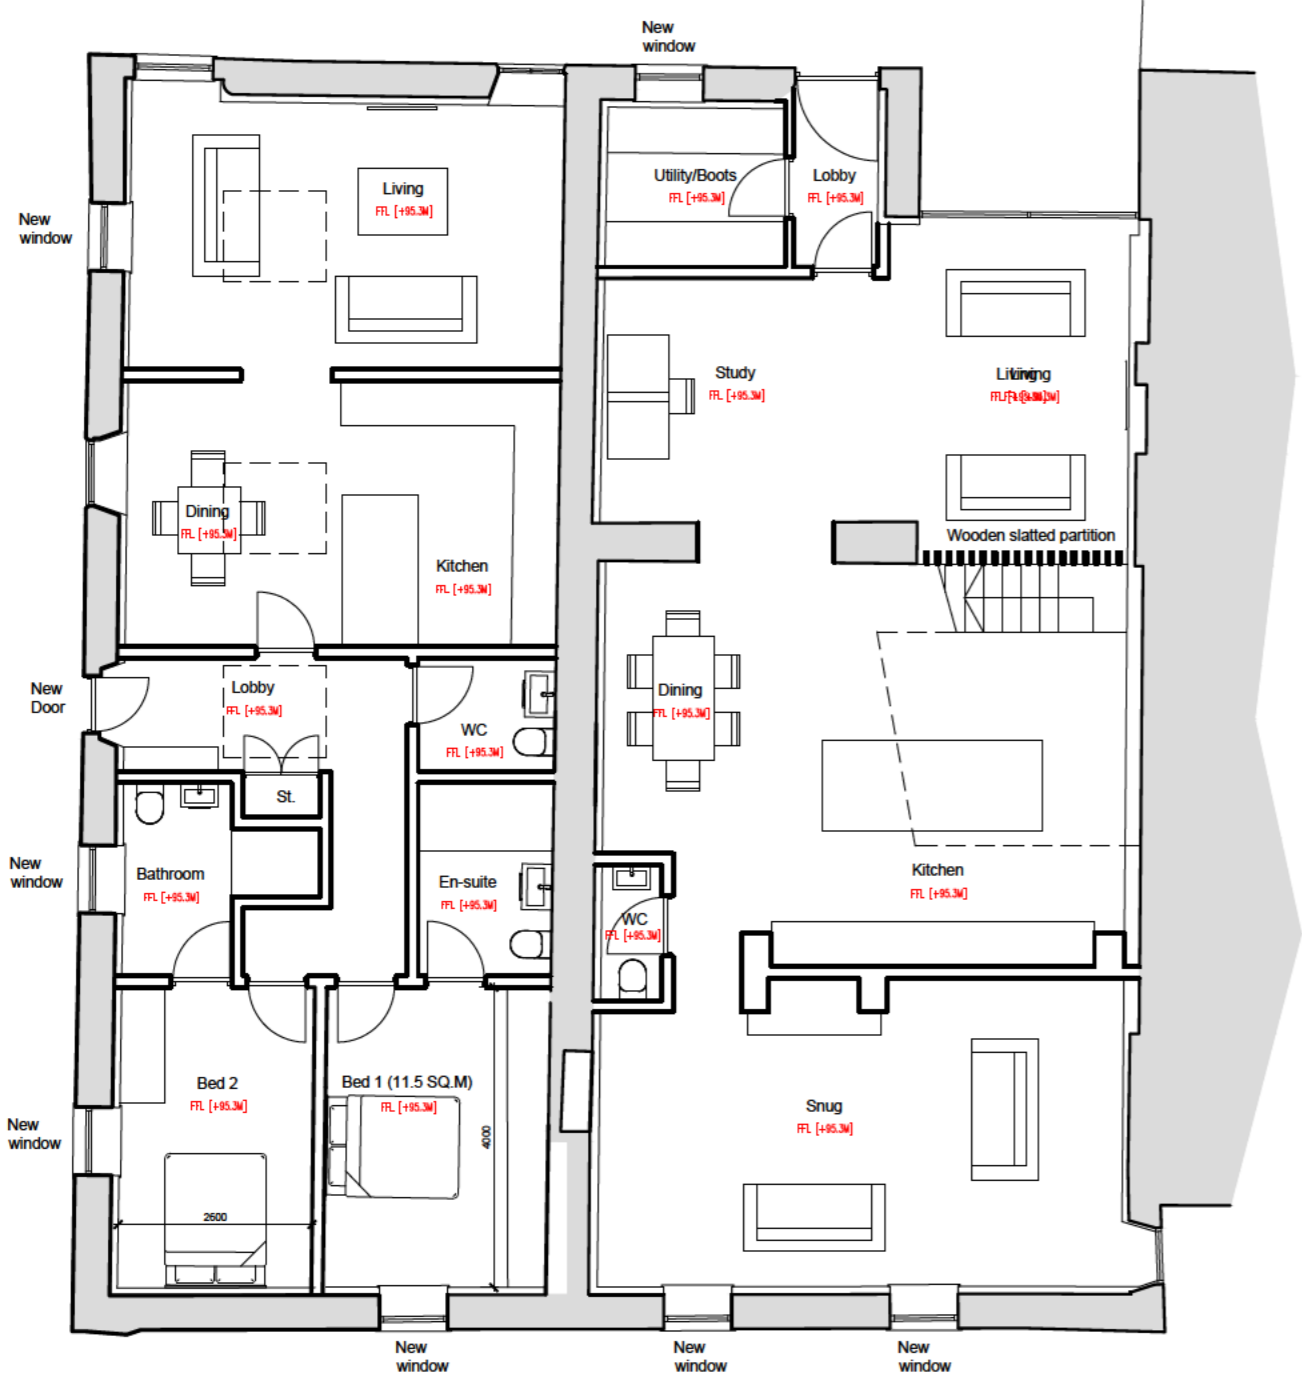 New
window
Living
FFL [+95.3M]
Utility/Boots
FFL [+95.3M]
Lobby
FFL [+95.3M]
New
window
Study
FFL [+95.3M]
Living
Dining
FFL [+95.3M]
Kitchen
FFL [+95.3M]
Wooden slatted partition
New
Door
Lobby
FFL [+95.3M]
WC
FFL [+95.3M]
Dining
FFL [+95.3M]
St.
New
window
Bathroom
FFL [+95.3M]
En-suite
FFL [+95.3M]
WC
FFL [+95.3M]
Kitchen
FFL [+95.3M]
New
window
Bed 2
FFL [+95.3M]
Bed 1 (11.5 SQ.M)
FFL [+95.3M]
4000
Snug
FFL [+95.3M]
2600
New
window
New
window
New
window